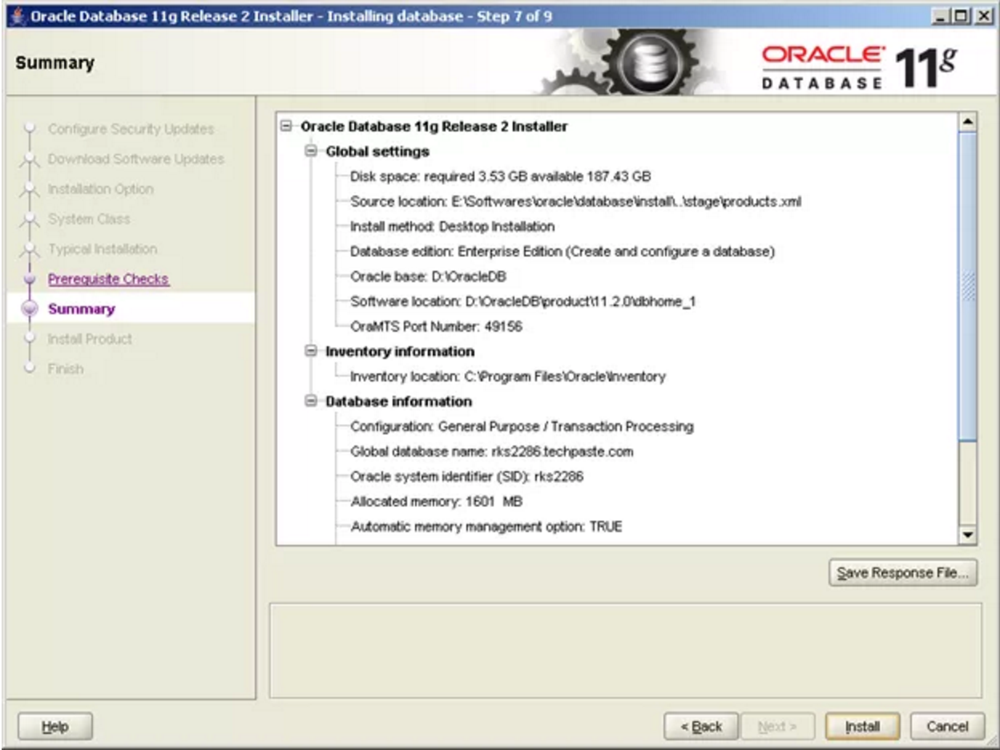 Oracle Database 11g Release 2 Installer - Installing database - Step 7 of 9
Summary
ORACLE 11g
DATABASE
Configure Security Updates
Download Software Updates
Installation Option
System Class
Typical Installation
Prerequisite Checks
Summary
Install Product
Finish
Oracle Database 11g Release 2 Installer
Global settings
Disk space: required 3.53 GB available 187.43 GB
Source location: E:\Softwares\oracle\database\install\..\stage\products.xml
Install method: Desktop Installation
Database edition: Enterprise Edition (Create and configure a database)
Oracle base: D:\OracleDB
Software location: D:\OracleDB\product\11.2.0\dbhome_1
OraMTS Port Number: 49156
Inventory information
Inventory location: C:\Program Files\Oracle\Inventory
Database information
Configuration: General Purpose / Transaction Processing
Global database name: rks2286.techpaste.com
Oracle system identifier (SID): rks2286
Allocated memory: 1601 MB
Automatic memory management option: TRUE
Save Response File...
Help
< Back
Next >
Install
Cancel